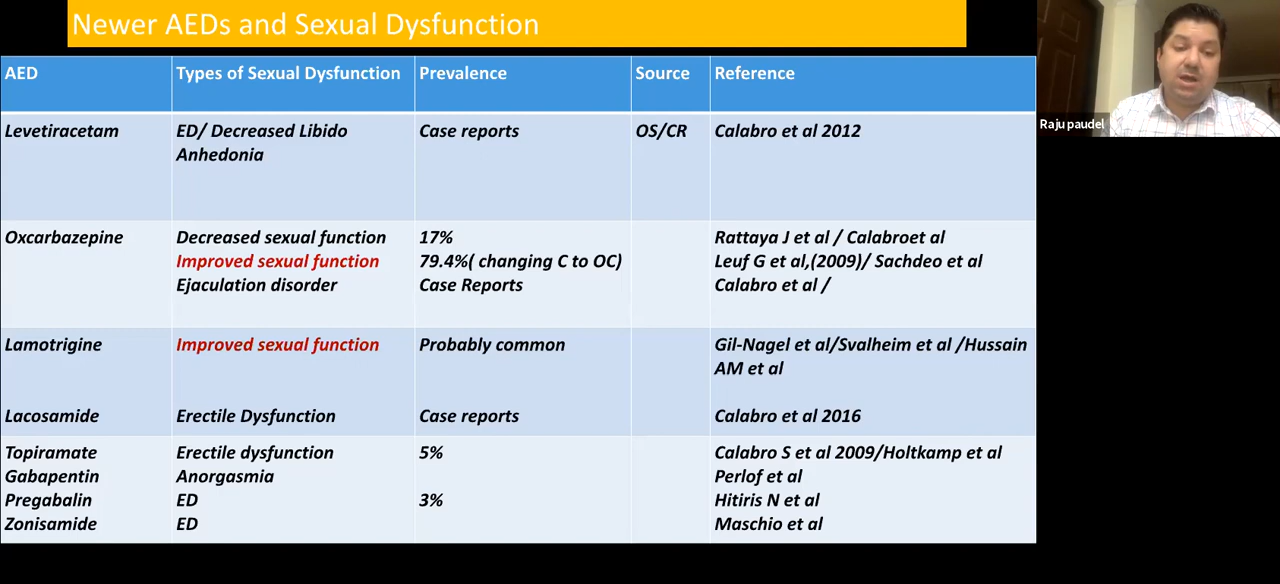 Newer AEDs and Sexual Dysfunction
AED Types of Sexual Dysfunction Prevalence Source Reference
Levetiracetam ED/ Decreased Libido Case reports OS/CR Calabro et al 2012
Anhedonia
Oxcarbazepine Decreased sexual function 17% Rattaya J et al / Calabroet al
Improved sexual function 79.4%( changing C to OC) Leuf G et al,(2009)/ Sachdeo et al
Ejaculation disorder Case Reports Calabro et al /
Lamotrigine Improved sexual function Probably common Gil-Nagel et al/Svalheim et al /Hussain
AM et al
Lacosamide Erectile Dysfunction Case reports Calabro et al 2016
Topiramate Erectile dysfunction 5% Calabro S et al 2009/Holtkamp et al
Gabapentin Anorgasmia Perlof et al
Pregabalin ED 3% Hitiris N et al
Zonisamide ED Maschio et al
Raju paudel